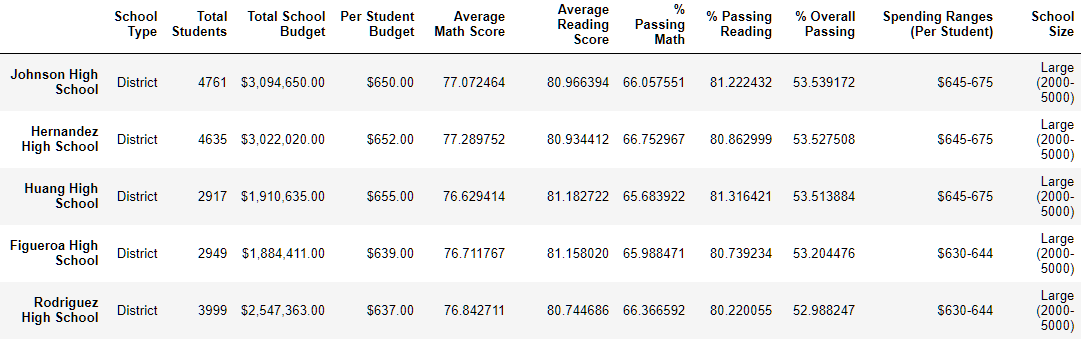 School Type Total Students Total School Budget Per Student Budget Average Math Score Average Reading Score % Passing Math % Passing Reading % Overall Passing Spending Ranges (Per Student) School Size
Johnson High School District 4761 $3,094,650.00 $650.00 77.072464 80.966394 66.057551 81.222432 53.539172 $645-675 Large (2000-5000)
Hernandez High School District 4635 $3,022,020.00 $652.00 77.289752 80.934412 66.752967 80.862999 53.527508 $645-675 Large (2000-5000)
Huang High School District 2917 $1,910,635.00 $655.00 76.629414 81.182722 65.683922 81.316421 53.513884 $645-675 Large (2000-5000)
Figueroa High School District 2949 $1,884,411.00 $639.00 76.711767 81.158020 65.988471 80.739234 53.204476 $630-644 Large (2000-5000)
Rodriguez High School District 3999 $2,547,363.00 $637.00 76.842711 80.744686 66.366592 80.220055 52.988247 $630-644 Large (2000-5000)